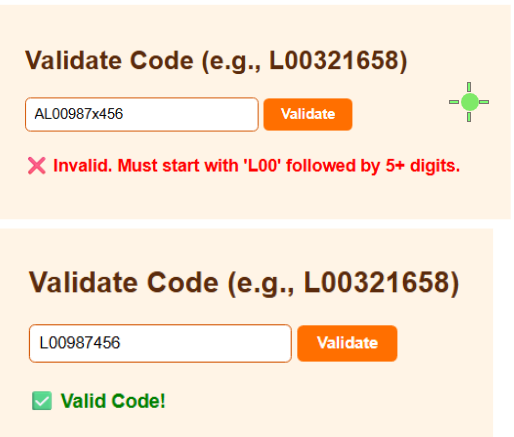 Validate Code (e.g., L00321658)
AL00987x456 Validate
❌ Invalid. Must start with 'L00' followed by 5+ digits.
Validate Code (e.g., L00321658)
L00987456 Validate
✅ Valid Code!